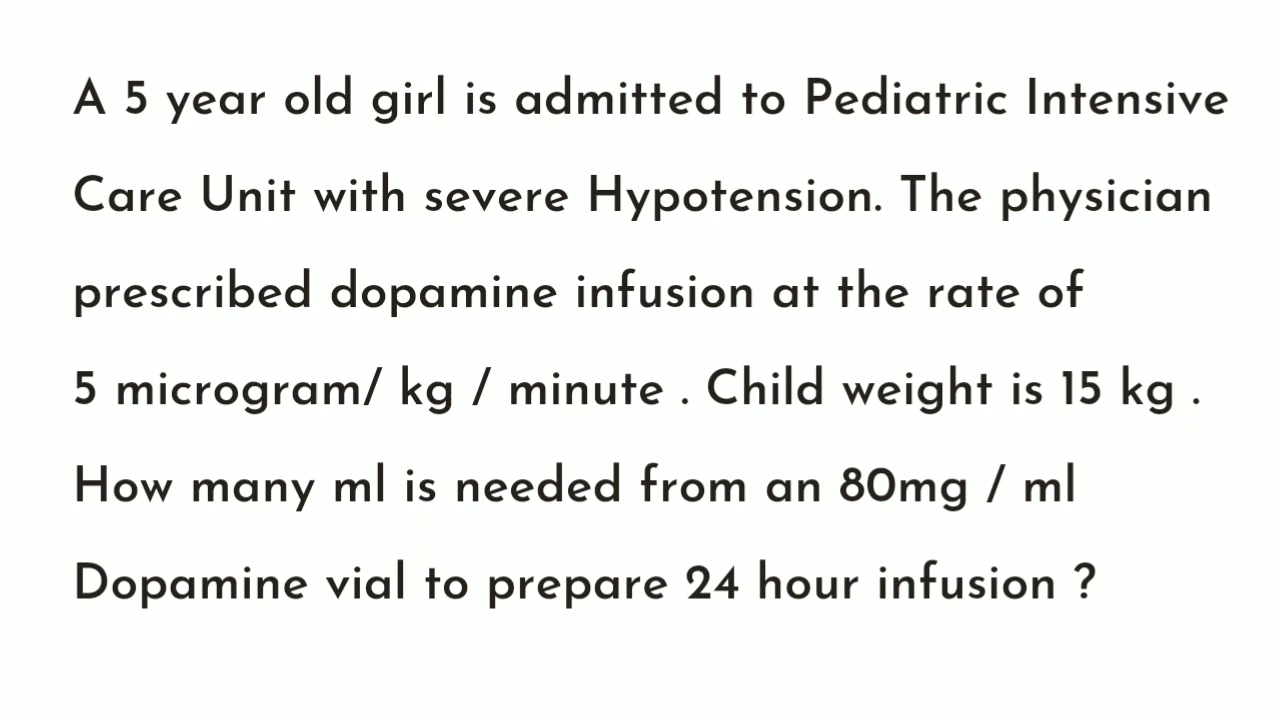 A 5 year old girl is admitted to Pediatric Intensive
Care Unit with severe Hypotension. The physician
prescribed dopamine infusion at the rate of
5 microgram/ kg / minute . Child weight is 15 kg .
How many ml is needed from an 80mg / ml
Dopamine vial to prepare 24 hour infusion ?